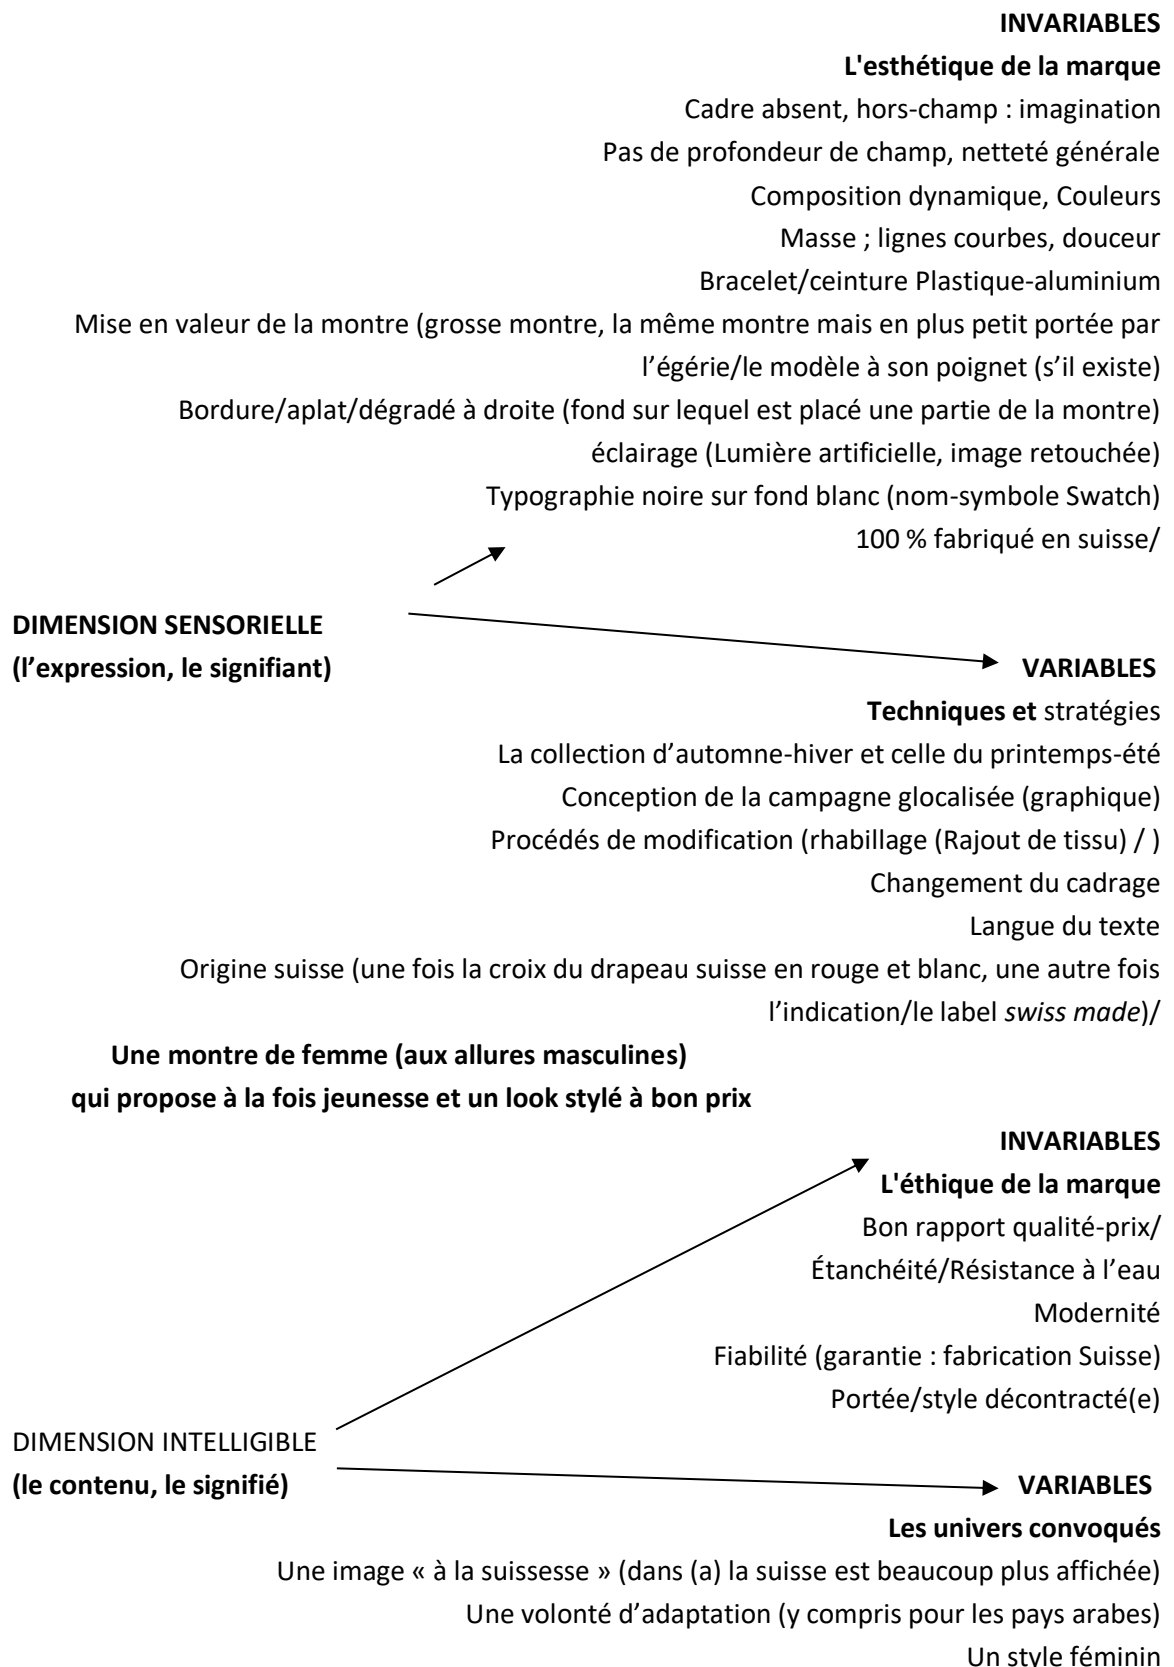 INVARIABLES
L'esthétique de la marque
Cadre absent, hors-champ : imagination
Pas de profondeur de champ, netteté générale
Composition dynamique, Couleurs
Masse ; lignes courbes, douceur
Bracelet/ceinture Plastique-aluminium
Mise en valeur de la montre (grosse montre, la même montre mais en plus petit portée par
l’égérie/le modèle à son poignet (s’il existe)
Bordure/aplat/dégradé à droite (fond sur lequel est placé une partie de la montre)
éclairage (Lumière artificielle, image retouchée)
Typographie noire sur fond blanc (nom-symbole Swatch)
100 % fabriqué en suisse/
DIMENSION SENSORIELLE
(l’expression, le signifiant)
VARIABLES
Techniques et stratégies
La collection d’automne-hiver et celle du printemps-été
Conception de la campagne glocalisée (graphique)
Procédés de modification (rhabillage (Rajout de tissu) / )
Changement du cadrage
Langue du texte
Origine suisse (une fois la croix du drapeau suisse en rouge et blanc, une autre fois
l’indication/le label swiss made)/
Une montre de femme (aux allures masculines)
qui propose à la fois jeunesse et un look stylé à bon prix
INVARIABLES
L'éthique de la marque
Bon rapport qualité-prix/
Étanchéité/Résistance à l’eau
Modernité
Fiabilité (garantie : fabrication Suisse)
Portée/style décontracté(e)
DIMENSION INTELLIGIBLE
(le contenu, le signifié)
VARIABLES
Les univers convoqués
Une image « à la suissesse » (dans (a) la suisse est beaucoup plus affichée)
Une volonté d’adaptation (y compris pour les pays arabes)
Un style féminin